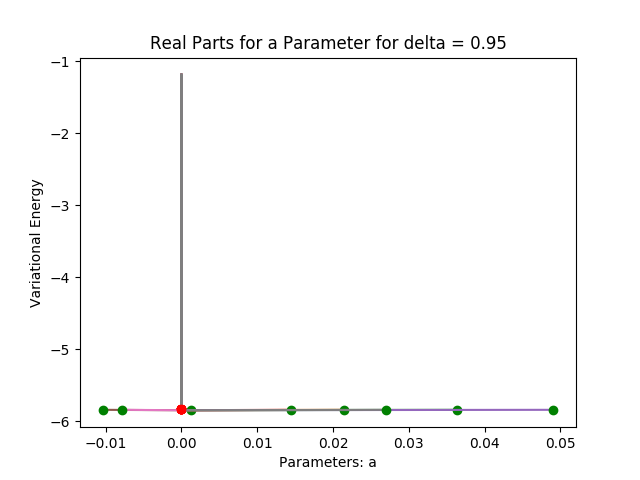 Real Parts for a Parameter for delta = 0.95
−1
−2
−3
−4
−5
−6
Variational Energy
−0.01 0.00 0.01 0.02 0.03 0.04 0.05
Parameters: a